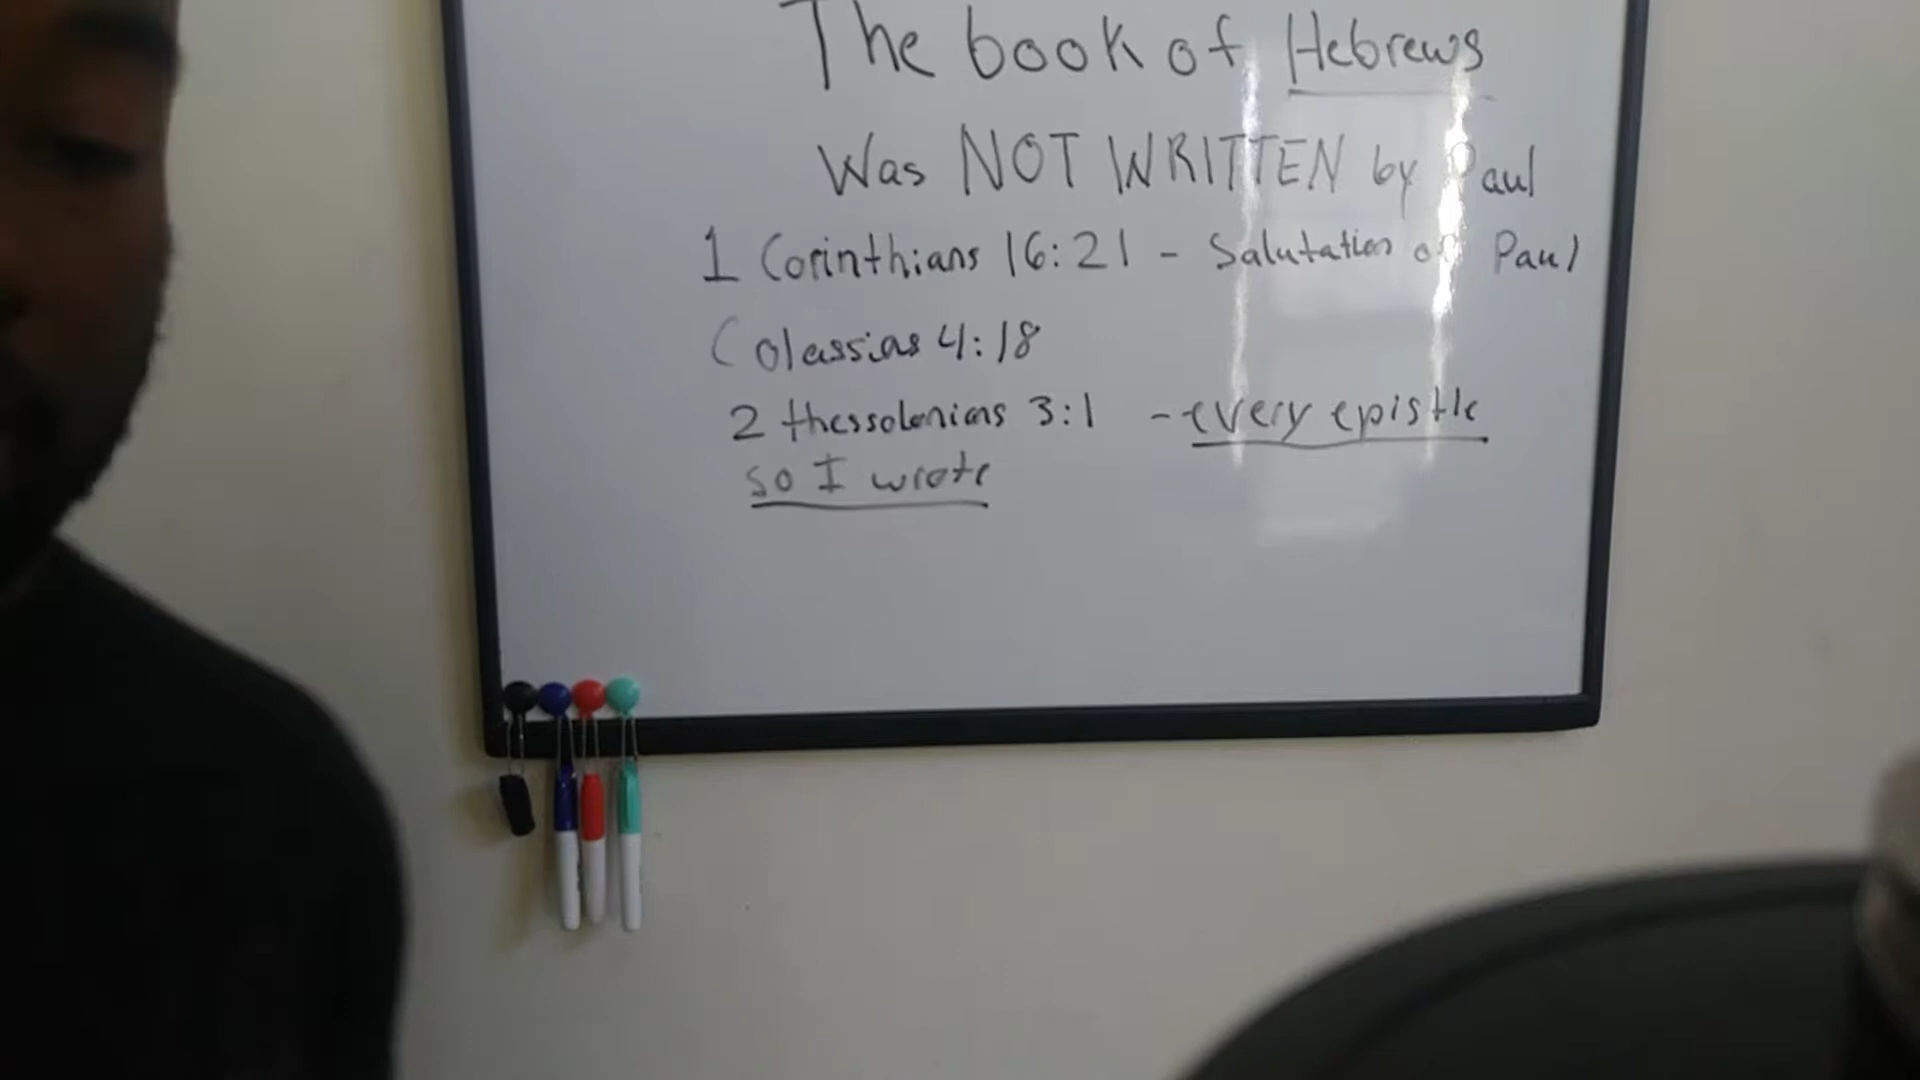 The book of Hebrews
Was NOT WRITTEN by Paul
1 Corinthians 16:21 - Salutation of Paul
Colassias 4:18
2 thessolonians 3:1 - every epistle
so I wrote